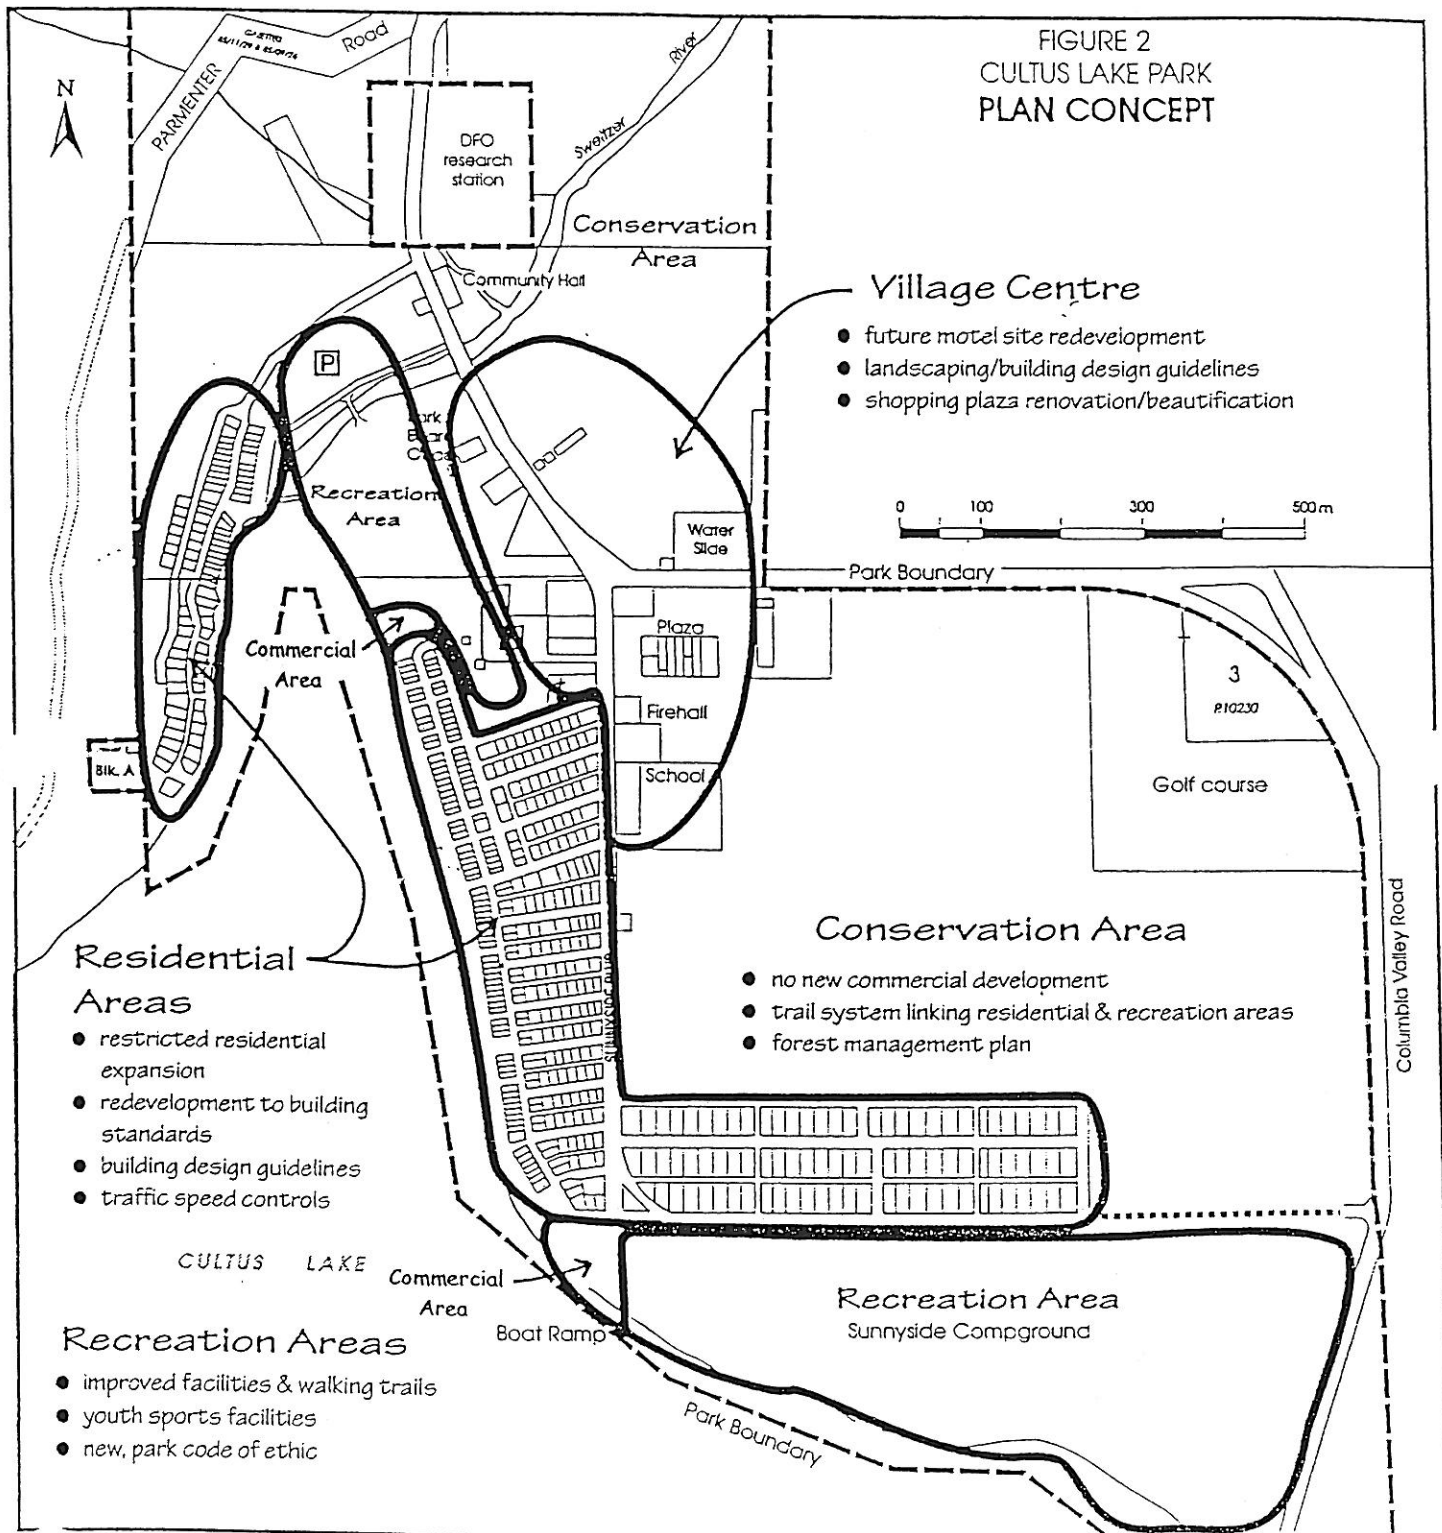 FIGURE 2
CULTUS LAKE PARK
PLAN CONCEPT
N
PARMENTER
Road
DFO
research
station
Sweltzer
River
Conservation
Area
Community Hall
Village Centre
● future motel site redevelopment
● landscaping/building design guidelines
● shopping plaza renovation/beautification
P
Recreation
Area
0 100 300 500m
Water
Slide
Park Boundary
Commercial
Area
Plaza
Firehall
School
3
Golf course
Blk. A
Residential
Areas
● restricted residential
expansion
● redevelopment to building
standards
● building design guidelines
● traffic speed controls
Conservation Area
● no new commercial development
● trail system linking residential & recreation areas
● forest management plan
Columbia Valley Road
CULTUS LAKE
Commercial
Area
Boat Ramp
Recreation Area
Sunnyside Campground
Recreation Areas
● improved facilities & walking trails
● youth sports facilities
● new, park code of ethic
Park Boundary